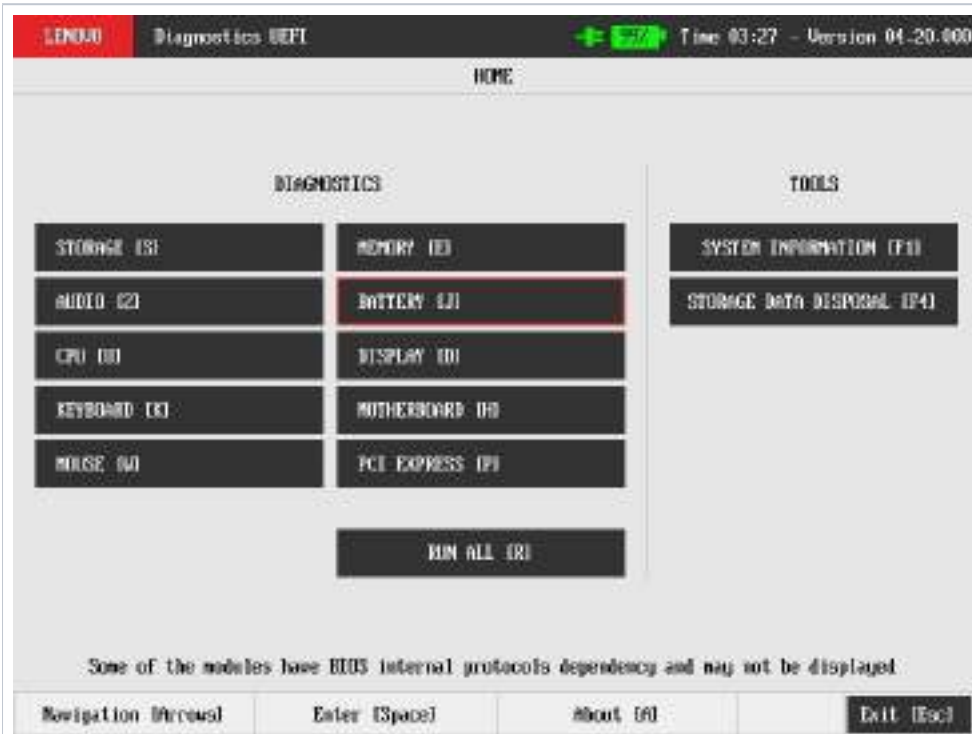 LENOVO Diagnostics UEFI 99% Time 03:27 - Version 04.20.000
HOME
DIAGNOSTICS
TOOLS
STORAGE [S]
MEMORY [E]
SYSTEM INFORMATION [F1]
AUDIO [Z]
BATTERY [J]
STORAGE DATA DISPOSAL [F4]
CPU [U]
DISPLAY [D]
KEYBOARD [K]
MOTHERBOARD [H]
MOUSE [W]
PCI EXPRESS [P]
RUN ALL [R]
Some of the modules have BIOS internal protocols dependency and may not be displayed
Navigation [Arrows] Enter [Space] About [A] Exit [Esc]